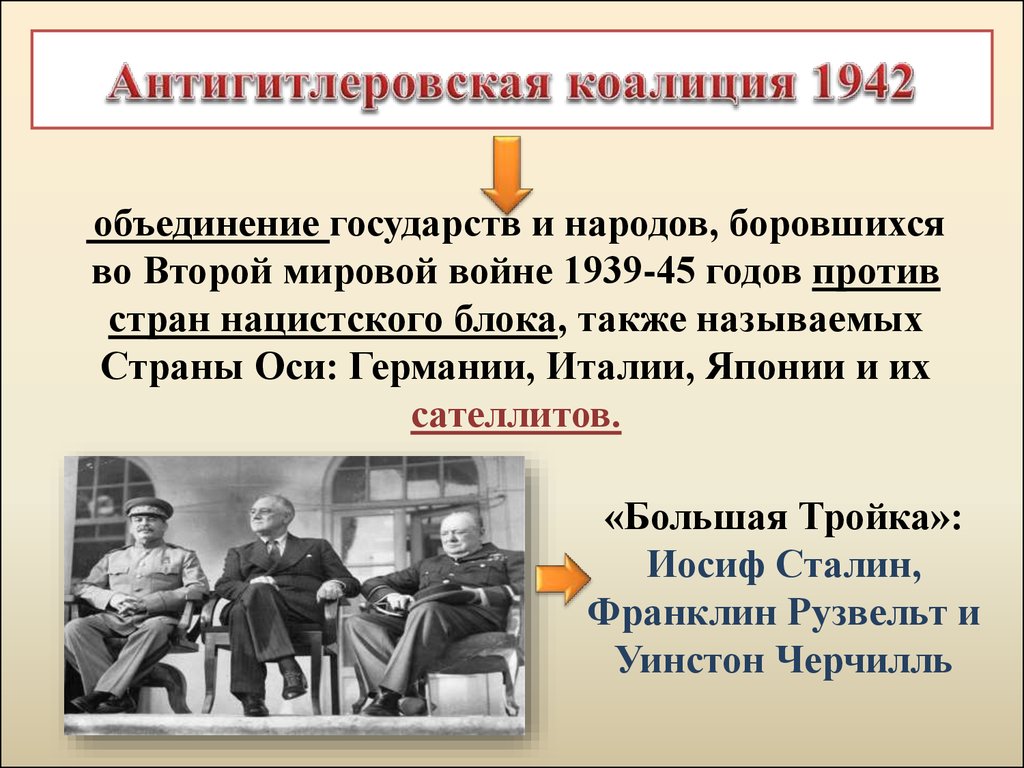 Антигитлеровская коалиция 1942
объединение государств и народов, боровшихся
во Второй мировой войне 1939-45 годов против
стран нацистского блока, также называемых
Страны Оси: Германии, Италии, Японии и их
сателлитов.
«Большая Тройка»:
Иосиф Сталин,
Франклин Рузвельт и
Уинстон Черчилль